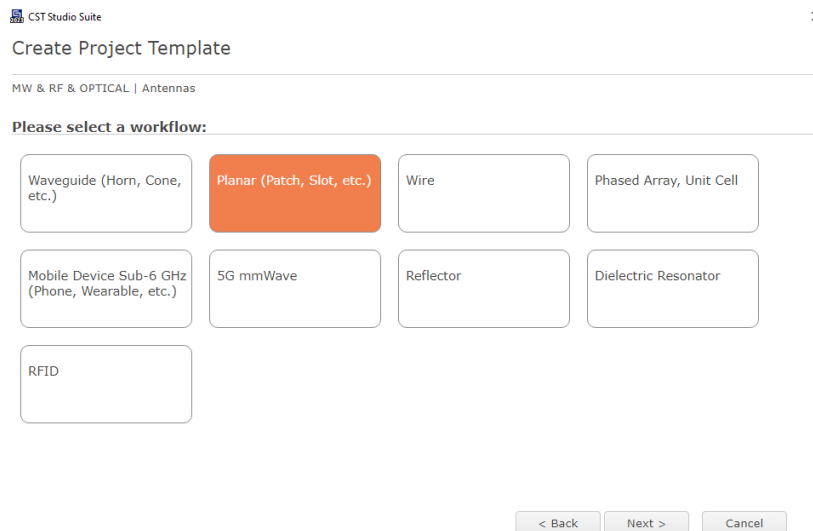 CST Studio Suite
Create Project Template
MW & RF & OPTICAL | Antennas
Please select a workflow:
Waveguide (Horn, Cone,
etc.)
Planar (Patch, Slot, etc.)
Wire
Phased Array, Unit Cell
Mobile Device Sub-6 GHz
(Phone, Wearable, etc.)
5G mmWave
Reflector
Dielectric Resonator
RFID
< Back
Next >
Cancel